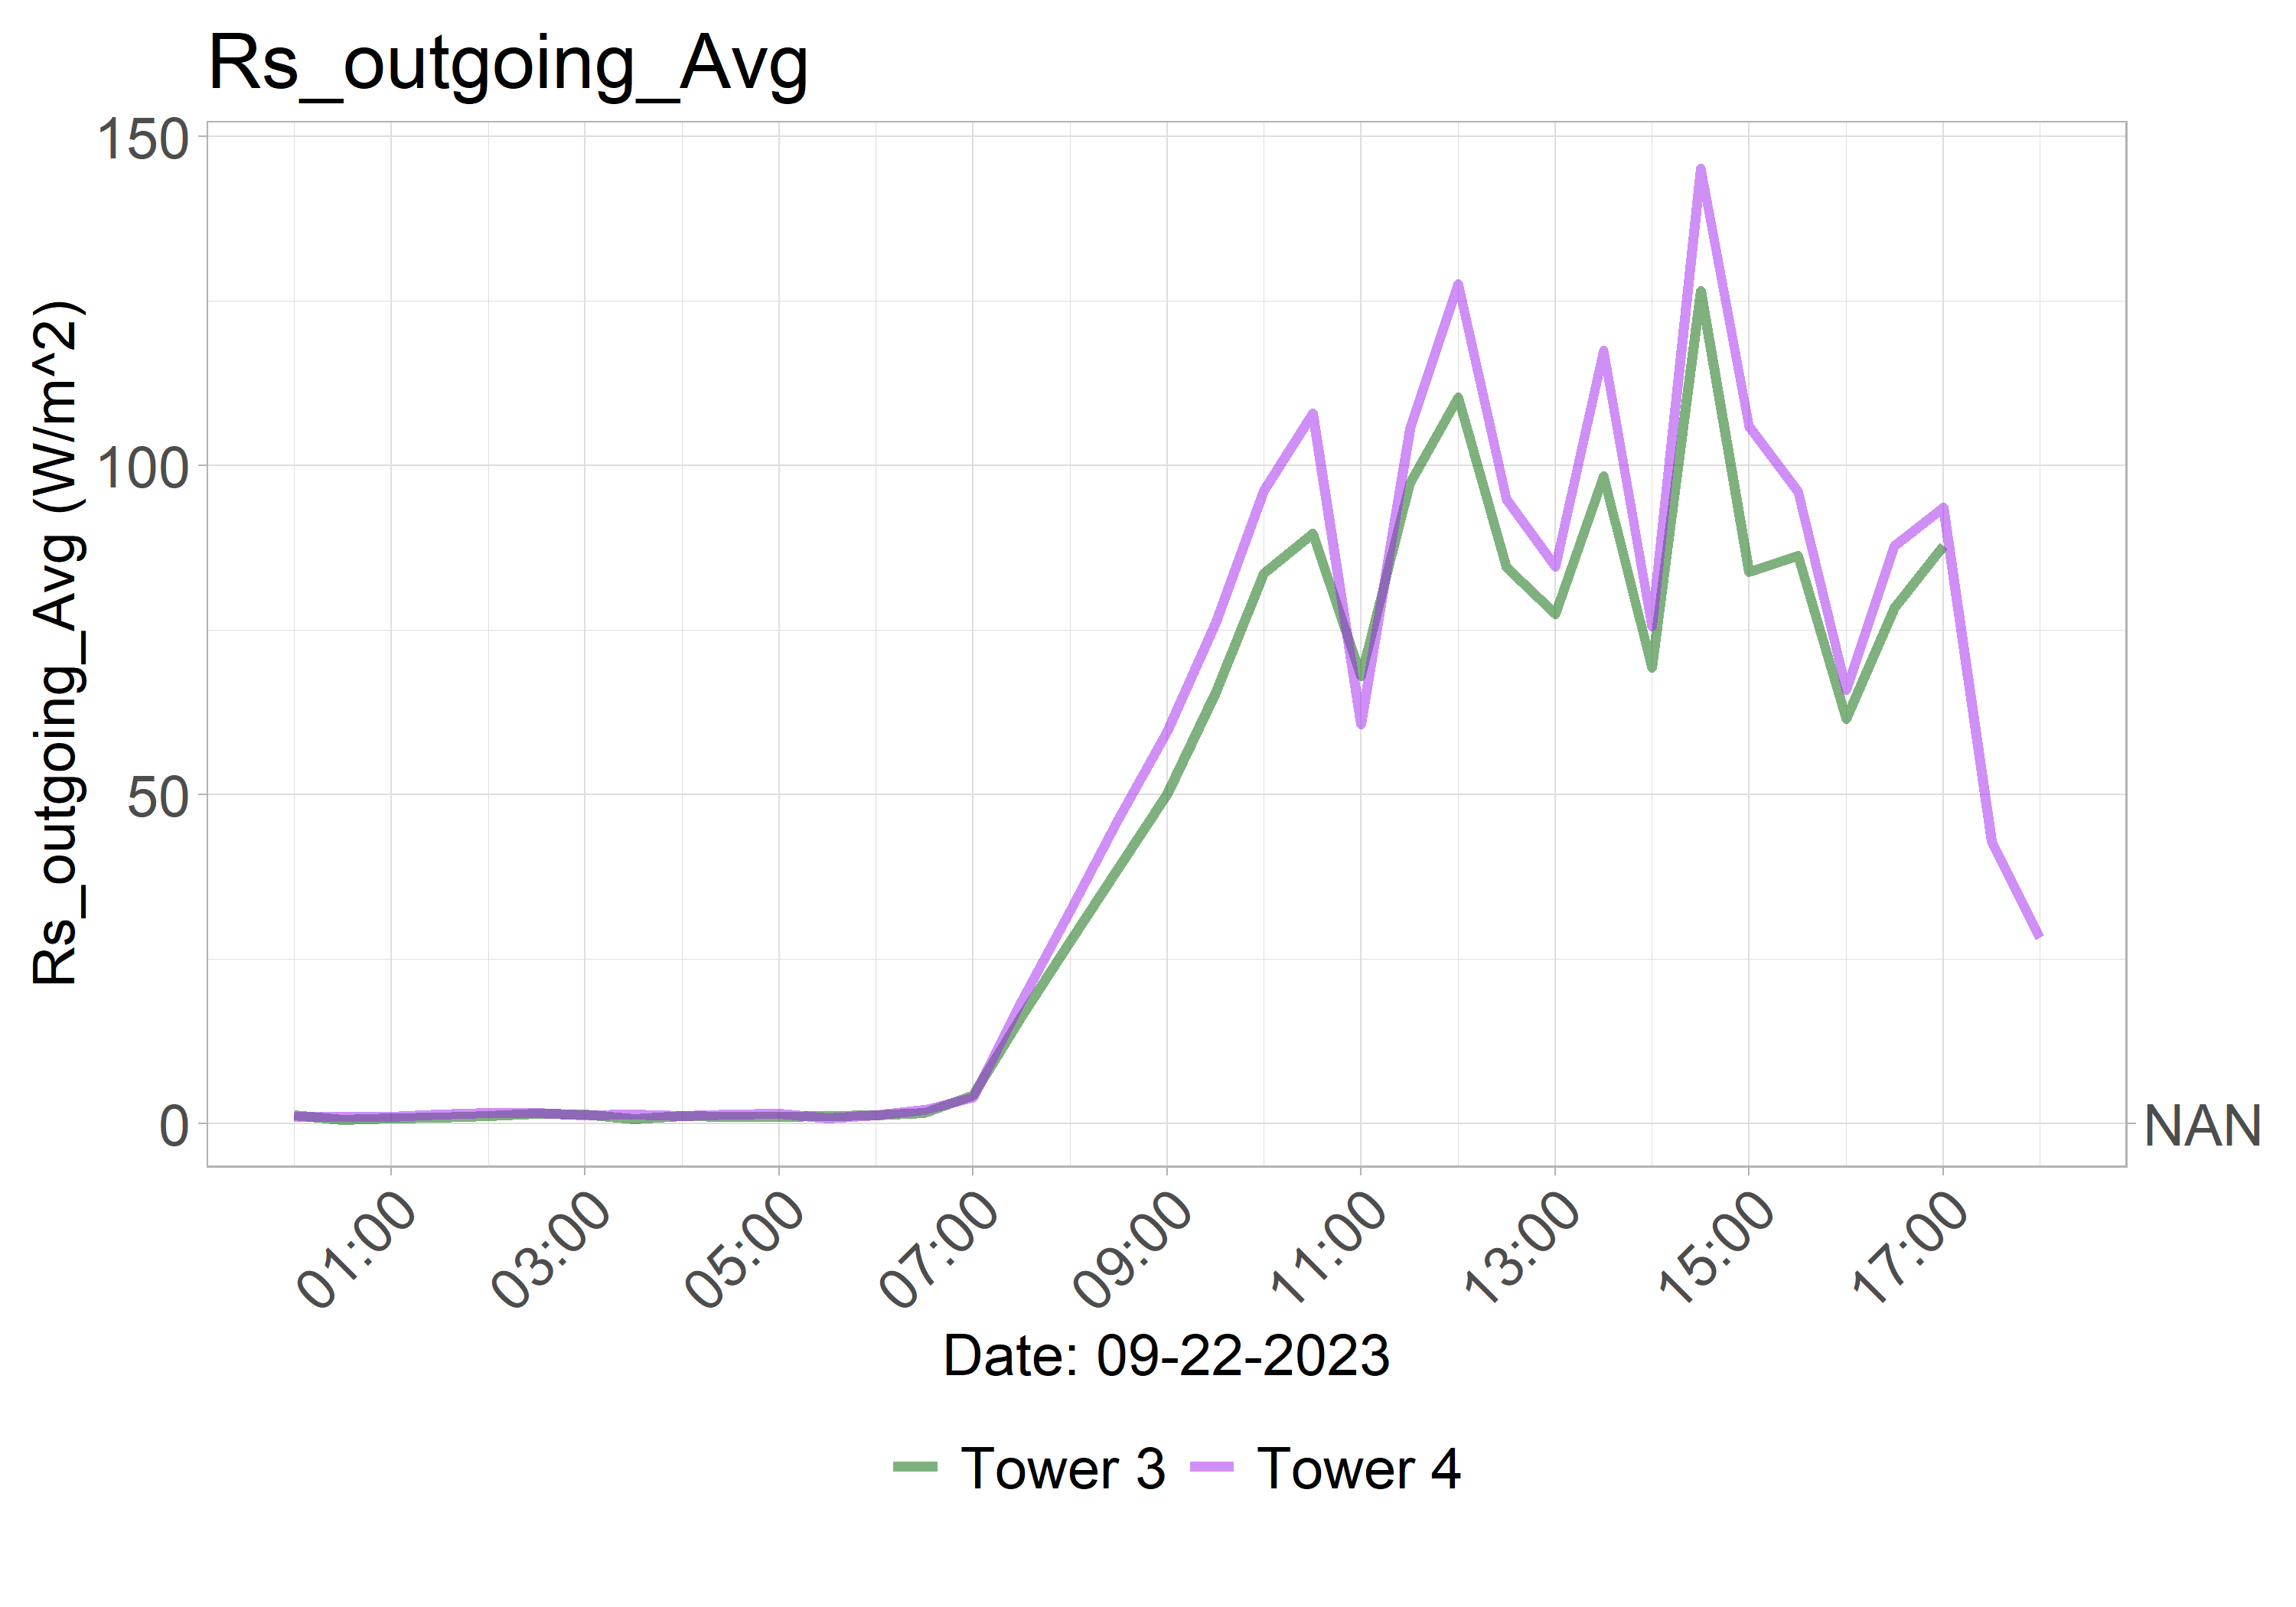 Rs_outgoing_Avg
Rs_outgoing_Avg (W/m^2)
150
100
50
0
NAN
01:00
03:00
05:00
07:00
09:00
11:00
13:00
15:00
17:00
Date: 09-22-2023
Tower 3
Tower 4